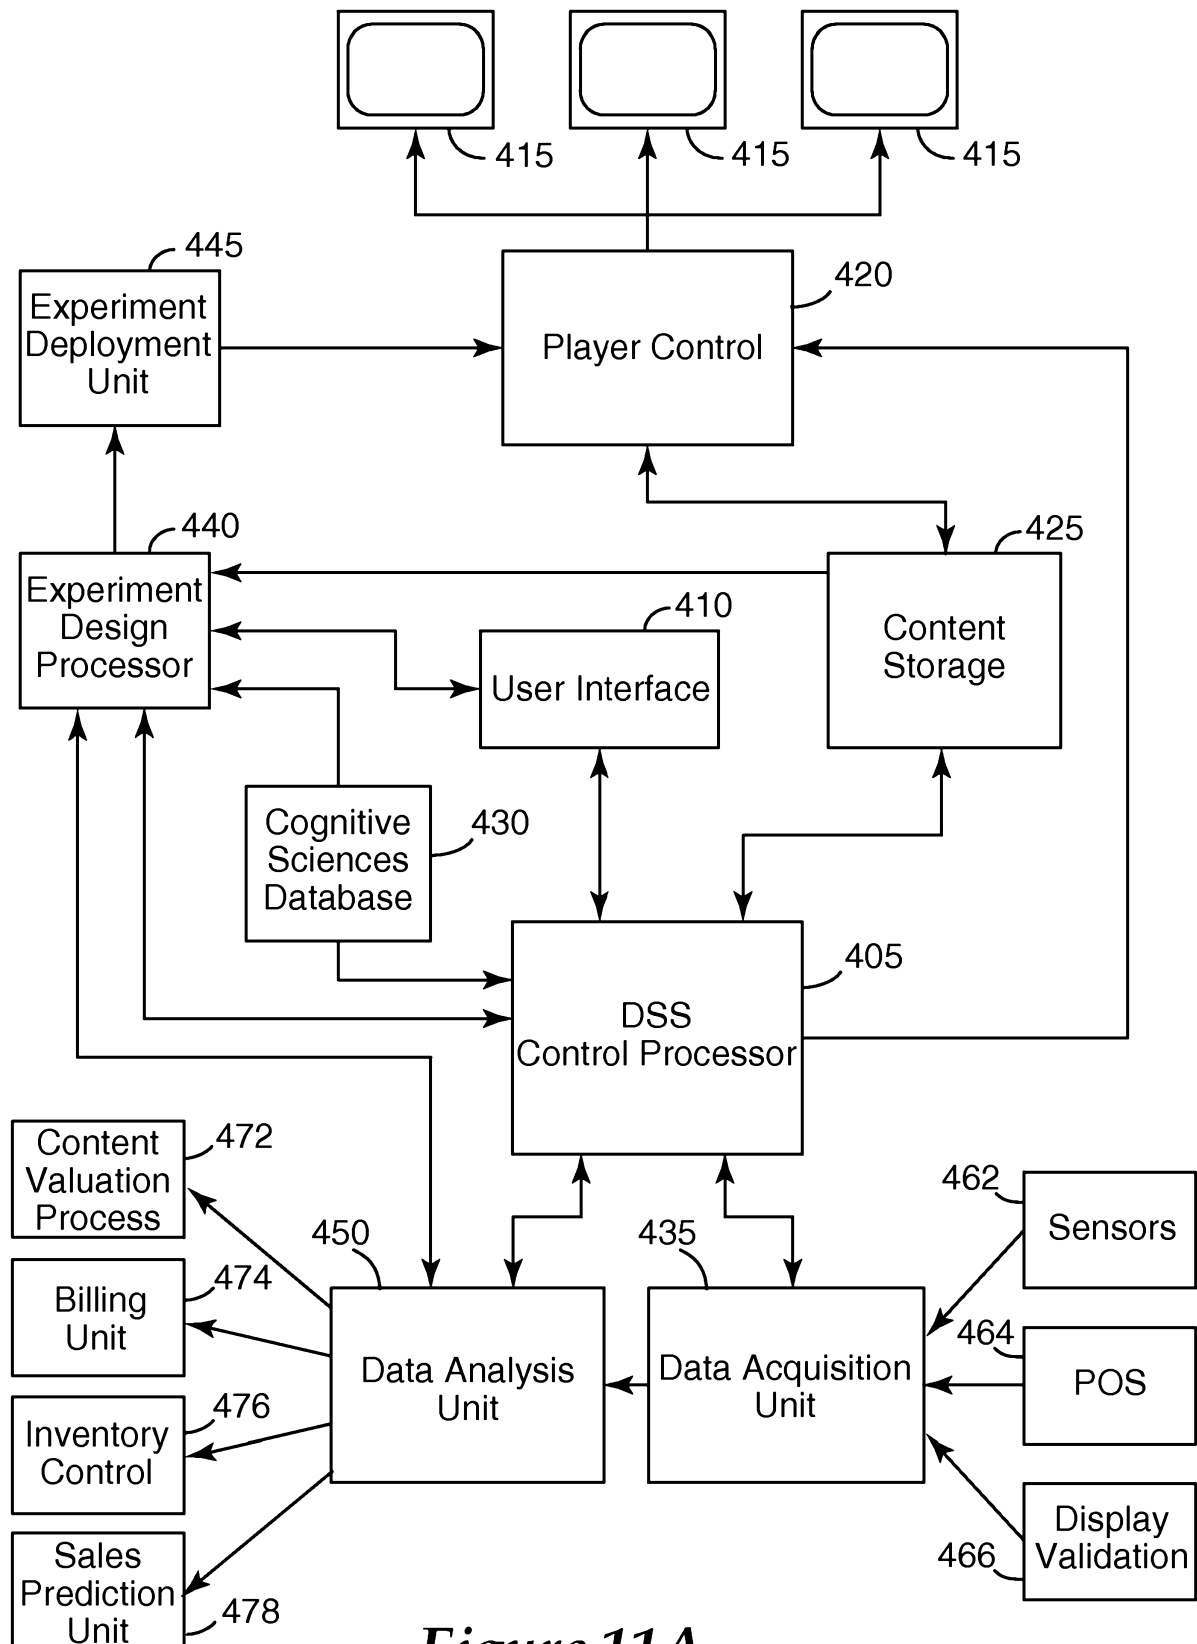 415
415
415
445
Experiment
Deployment
Unit
420
Player Control
440
Experiment
Design
Processor
425
Content
Storage
410
User Interface
Cognitive
Sciences
Database
430
405
DSS
Control Processor
Content
Valuation
Process
472
Billing
Unit
474
Inventory
Control
476
Sales
Prediction
Unit
478
450
Data Analysis
Unit
435
Data Acquisition
Unit
462
Sensors
464
POS
Display
Validation
466
Figure 11A